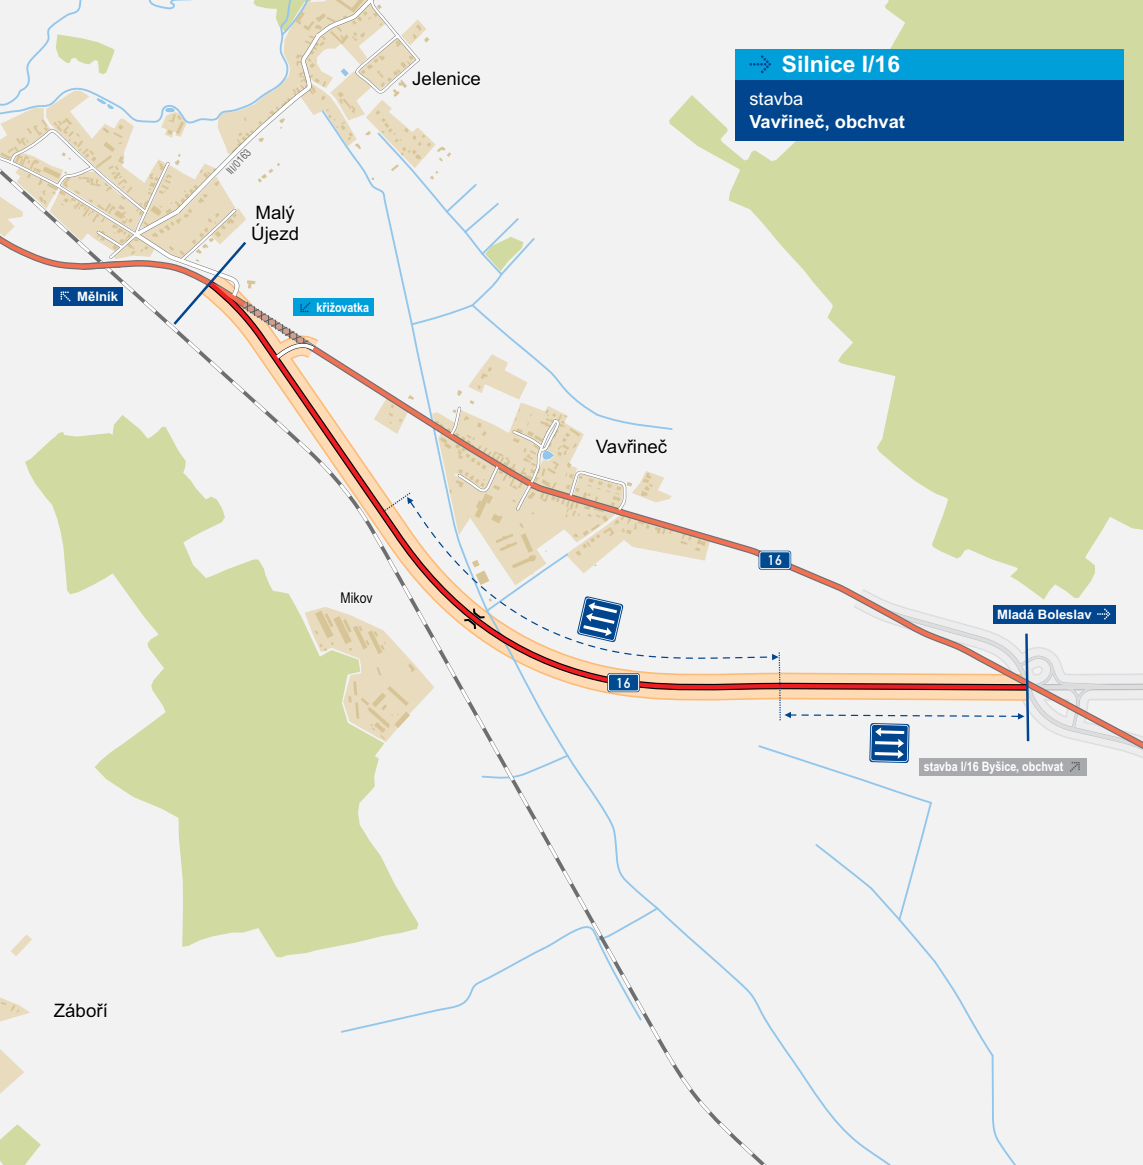 Silnice I/16
stavba
Vavřineč, obchvat
Jelenice
III/0163
Malý
Újezd
Mělník
křižovatka
Vavřineč
16
Mikov
Mladá Boleslav
16
stavba I/16 Byšice, obchvat
Záboří